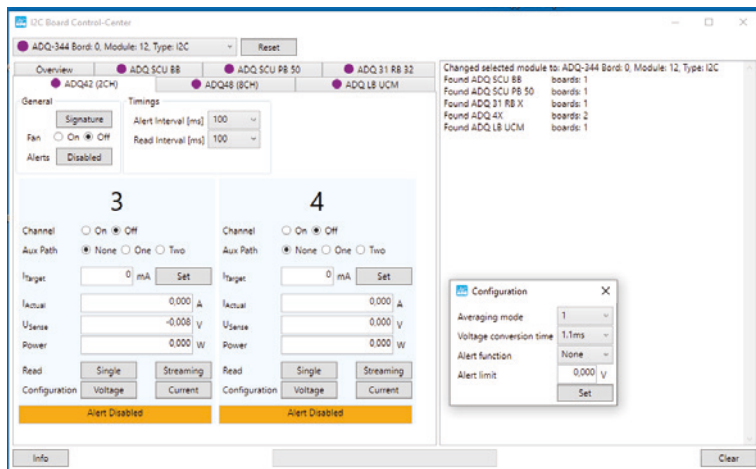 I2C Board Control-Center
ADQ-344 Bord: 0, Module: 12, Type: I2C
Reset
Overview
ADQ SCU BB
ADQ SCU PB 50
ADQ 31 RB 32
ADQ42 (2CH)
ADQ48 (8CH)
ADQ LB UCM
General
Signature
Fan On Off
Alerts Disabled
Timings
Alert Interval [ms] 100
Read Interval [ms] 100
3
Channel On Off
Aux Path None One Two
ITarget 0 mA Set
IActual 0,000 A
USense -0,008 V
Power 0,000 W
Read Single Streaming
Configuration Voltage Current
Alert Disabled
4
Channel On Off
Aux Path None One Two
ITarget 0 mA Set
IActual 0,000 A
USense 0,000 V
Power 0,000 W
Read Single Streaming
Configuration Voltage Current
Alert Disabled
Changed selected module to: ADQ-344 Bord: 0, Module: 12, Type: I2C
Found ADQ SCU BB boards: 1
Found ADQ SCU PB 50 boards: 1
Found ADQ 31 RB X boards: 1
Found ADQ 4X boards: 2
Found ADQ LB UCM boards: 1
Configuration
Averaging mode 1
Voltage conversion time 1.1ms
Alert function None
Alert limit 0,000 V
Set
Info
Clear